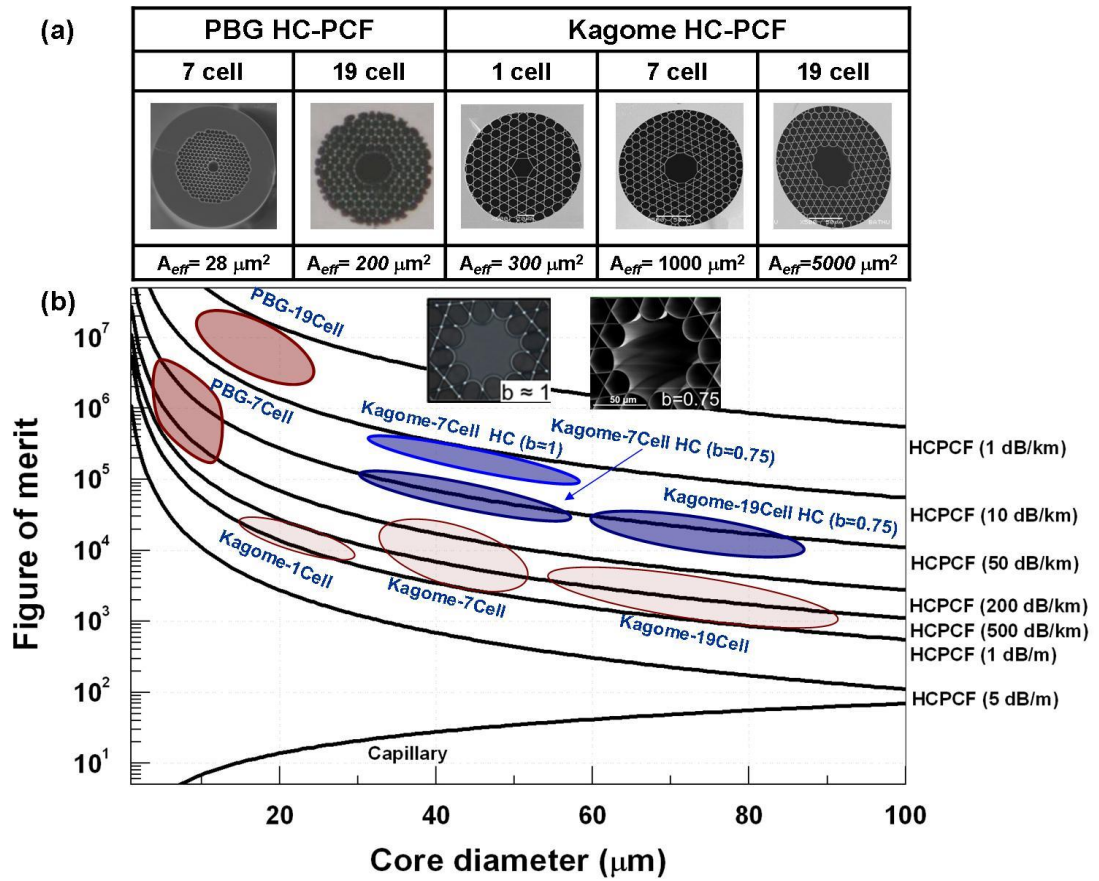 (a)
PBG HC-PCF
Kagome HC-PCF
7 cell
19 cell
1 cell
7 cell
19 cell
A_eff= 28 μm²
A_eff= 200 μm²
A_eff= 300 μm²
A_eff= 1000 μm²
A_eff=5000 μm²
(b)
Figure of merit
10⁷
10⁶
10⁵
10⁴
10³
10²
10¹
PBG-19Cell
PBG-7Cell
b ≈ 1
50 μm
b=0.75
Kagome-7Cell HC (b=1)
Kagome-7Cell HC (b=0.75)
Kagome-19Cell HC (b=0.75)
Kagome-1Cell
Kagome-7Cell
Kagome-19Cell
Capillary
HCPCF (1 dB/km)
HCPCF (10 dB/km)
HCPCF (50 dB/km)
HCPCF (200 dB/km)
HCPCF (500 dB/km)
HCPCF (1 dB/m)
HCPCF (5 dB/m)
20
40
60
80
100
Core diameter (μm)